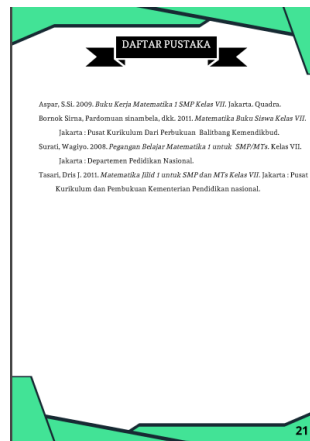 DAFTAR PUSTAKA
Aspar, S.Si. 2009. Buku Kerja Matematika 1 SMP Kelas VII. Jakarta. Quadra.
Bornok Sirna, Pardomuan sinambela, dkk. 2011. Matematika Buku Siswa Kelas VII.
Jakarta : Pusat Kurikulum Dari Perbukuan Balitbang Kemendikbud.
Surati, Wagiyo. 2008. Pegangan Belajar Matematika 1 untuk SMP/MTs. Kelas VII.
Jakarta : Departemen Pedidikan Nasional.
Tasari, Dris J. 2011. Matematika Jilid 1 untuk SMP dan MTs Kelas VII. Jakarta : Pusat
Kurikulum dan Pembukuan Kementerian Pendidikan nasional.
21